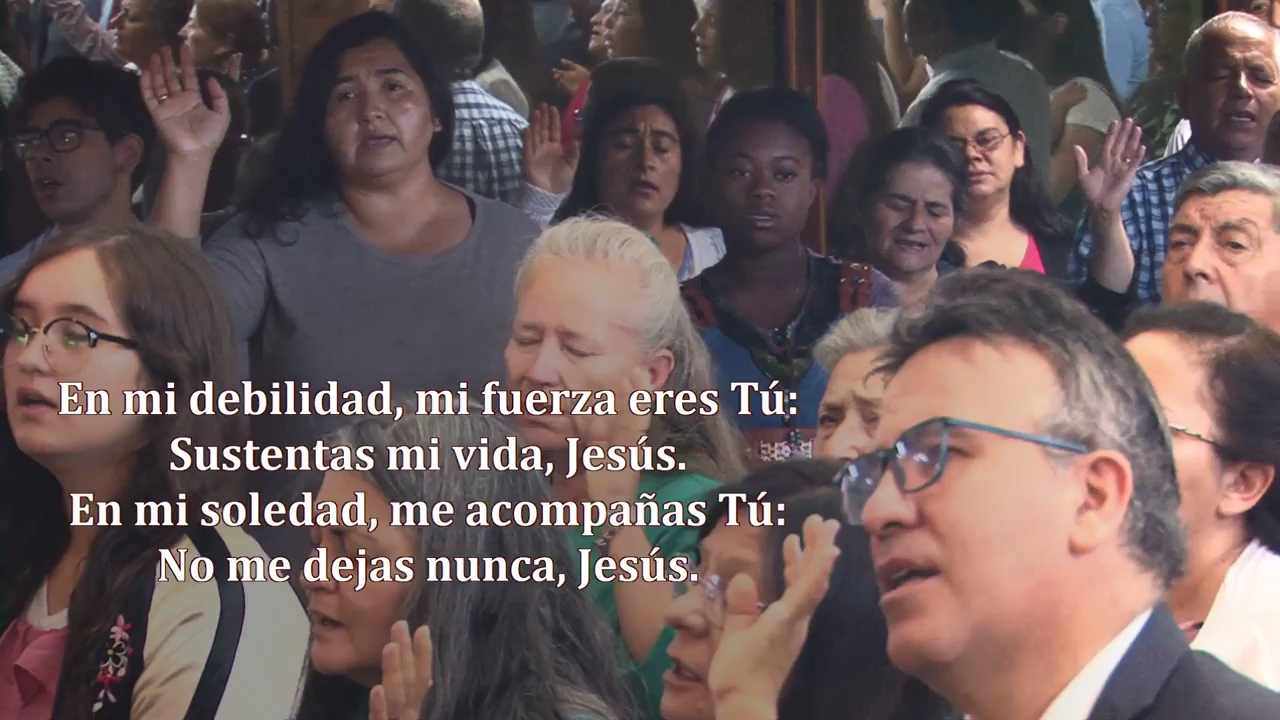 En mi debilidad, mi fuerza eres Tú:
Sustentas mi vida, Jesús.
En mi soledad, me acompañas Tú:
No me dejas nunca, Jesús.